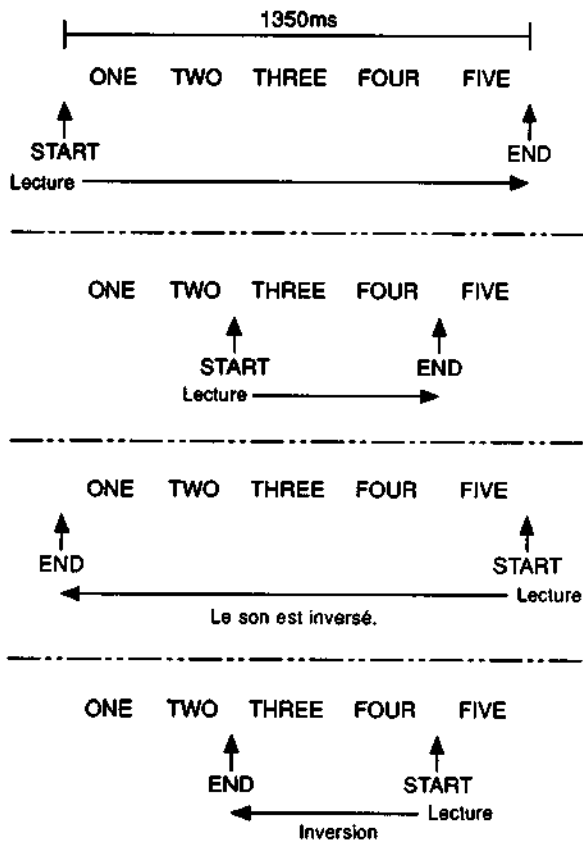 1350ms
ONE TWO THREE FOUR FIVE
START END
Lecture
ONE TWO THREE FOUR FIVE
START END
Lecture
ONE TWO THREE FOUR FIVE
END START
Lecture
Le son est inversé.
ONE TWO THREE FOUR FIVE
END START
Lecture
Inversion